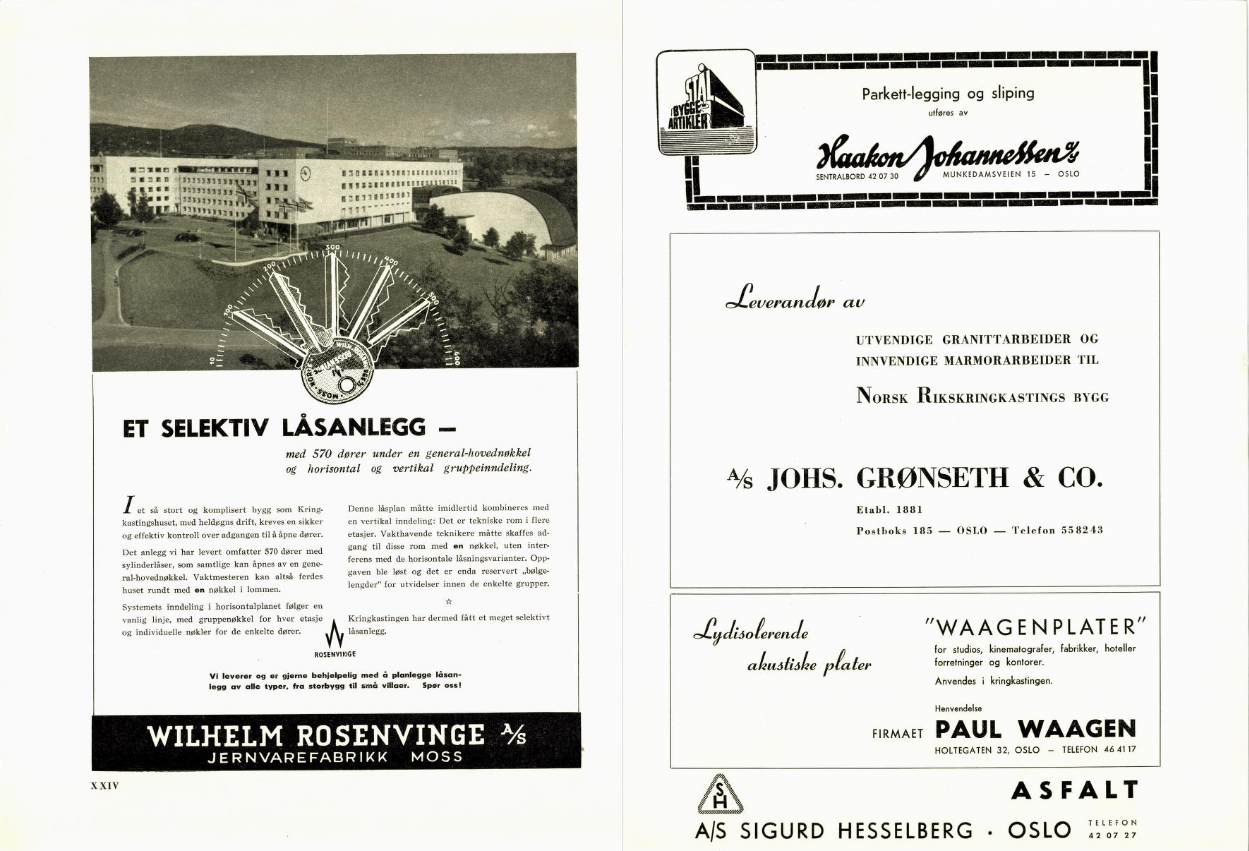 100
200
300
400
500
600
ET SELEKTIV LÅSANLEGG —
med 570 dører under en general-hovednøkkel
og horisontal og vertikal gruppeinndeling.
I et så stort og komplisert bygg som Kring-
kastingshuset, med heldøgns drift, kreves en sikker
og effektiv kontroll over adgangen til å åpne dører.
Det anlegg vi har levert omfatter 570 dører med
sylinderlåser, som samtlige kan åpnes av en gene-
ral-hovednøkkel. Vaktmesteren kan altså ferdes
huset rundt med en nøkkel i lommen.
Systemets inndeling i horisontalplanet følger en
vanlig linje, med gruppenøkkel for hver etasje
og individuelle nøkler for de enkelte dører.
Denne låsplan måtte imidlertid kombineres med
en vertikal inndeling: Det er tekniske rom i flere
etasjer. Vakthavende teknikere måtte skaffes ad-
gang til disse rom med en nøkkel, uten inter-
ferens med de horisontale låsningsvarianter. Opp-
gaven ble løst og det er enda reservert „bølge-
lengder" for utvidelser innen de enkelte grupper.
☆
Kringkastingen har dermed fått et meget selektivt
låsanlegg.
ROSENVINGE
Vi leverer og er gjerne behjelpelig med å planlegge låsan-
legg av alle typer, fra storbygg til små villaer. Spør oss!
WILHELM ROSENVINGE A/S
JERNVAREFABRIKK MOSS
XXIV
STÅL
BYGGE-
ARTIKLER
Parkett-legging og sliping
utføres av
Haakon Johannessen A/S
SENTRALBORD 42 07 30 MUNKEDAMSVEIEN 15 – OSLO
Leverandør av
UTVENDIGE GRANITTARBEIDER OG
INNVENDIGE MARMORARBEIDER TIL
NORSK RIKSKRINGKASTINGS BYGG
A/S JOHS. GRØNSETH & CO.
Etabl. 1881
Postboks 185 — OSLO — Telefon 558243
Lydisolerende
akustiske plater
"WAAGENPLATER"
for studios, kinematografer, fabrikker, hoteller
forretninger og kontorer.
Anvendes i kringkastingen.
Henvendelse
FIRMAET PAUL WAAGEN
HOLTEGATEN 32, OSLO – TELEFON 46 41 17
S
H
ASFALT
A/S SIGURD HESSELBERG · OSLO TELEFON
42 07 27